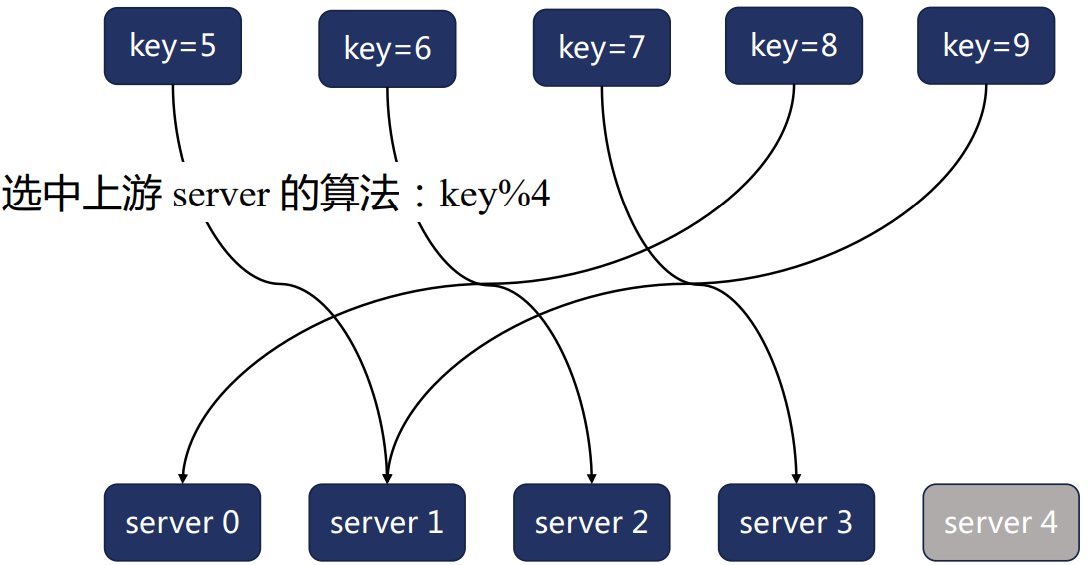 key=5
key=6
key=7
key=8
key=9
选中上游 server 的算法：key%4
server 0
server 1
server 2
server 3
server 4